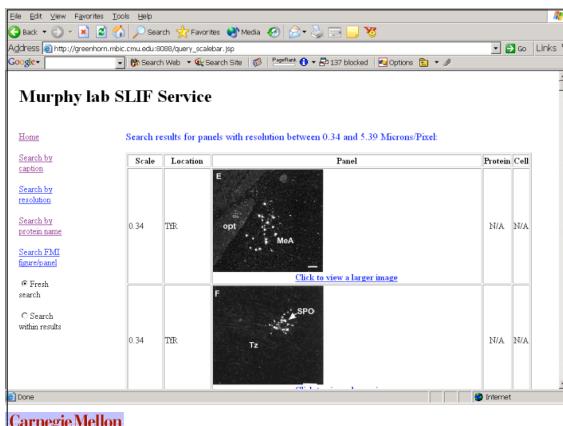 File Edit View Favorites Tools Help
Back Search Favorites Media
Address http://greenhorn.mbic.cmu.edu:8088/query_scalebar.jsp Go Links
Google Search Web Search Site PageRank 137 blocked Options
Murphy lab SLIF Service
Home
Search by
caption
Search by
resolution
Search by
protein name
Search FMI
figure/panel
Fresh
search
Search
within results
Search results for panels with resolution between 0.34 and 5.39 Microns/Pixel:
Scale Location Panel Protein Cell
0.34 TfR N/A N/A
E
opt
MeA
Click to view a larger image
0.34 TfR N/A N/A
F
SPO
Tz
Done Internet
Carnegie Mellon